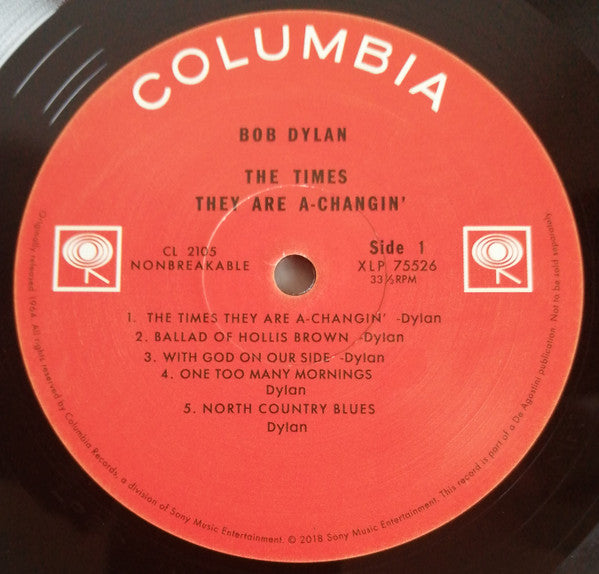 COLUMBIA
BOB DYLAN
THE TIMES
THEY ARE A-CHANGIN'
CL 2105
NONBREAKABLE
Side 1
XLP 75526
33⅓ RPM
1. THE TIMES THEY ARE A-CHANGIN' -Dylan
2. BALLAD OF HOLLIS BROWN -Dylan
3. WITH GOD ON OUR SIDE -Dylan
4. ONE TOO MANY MORNINGS
Dylan
5. NORTH COUNTRY BLUES
Dylan
Originally released 1964. All rights reserved by Columbia Records, a division of Sony Music Entertainment. © 2018 Sony Music Entertainment. This record is part of a De Agostini publication. Not to be sold separately.